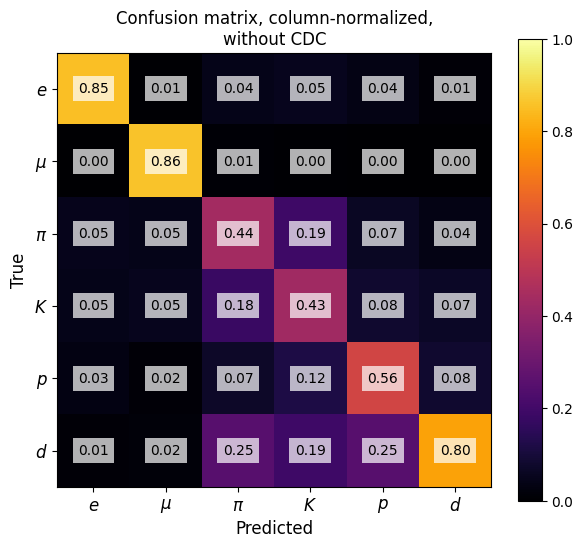 Confusion matrix, column-normalized,
without CDC
e 0.85 0.01 0.04 0.05 0.04 0.01
μ 0.00 0.86 0.01 0.00 0.00 0.00
π 0.05 0.05 0.44 0.19 0.07 0.04
K 0.05 0.05 0.18 0.43 0.08 0.07
p 0.03 0.02 0.07 0.12 0.56 0.08
d 0.01 0.02 0.25 0.19 0.25 0.80
e μ π K p d
Predicted
True
1.0
0.8
0.6
0.4
0.2
0.0